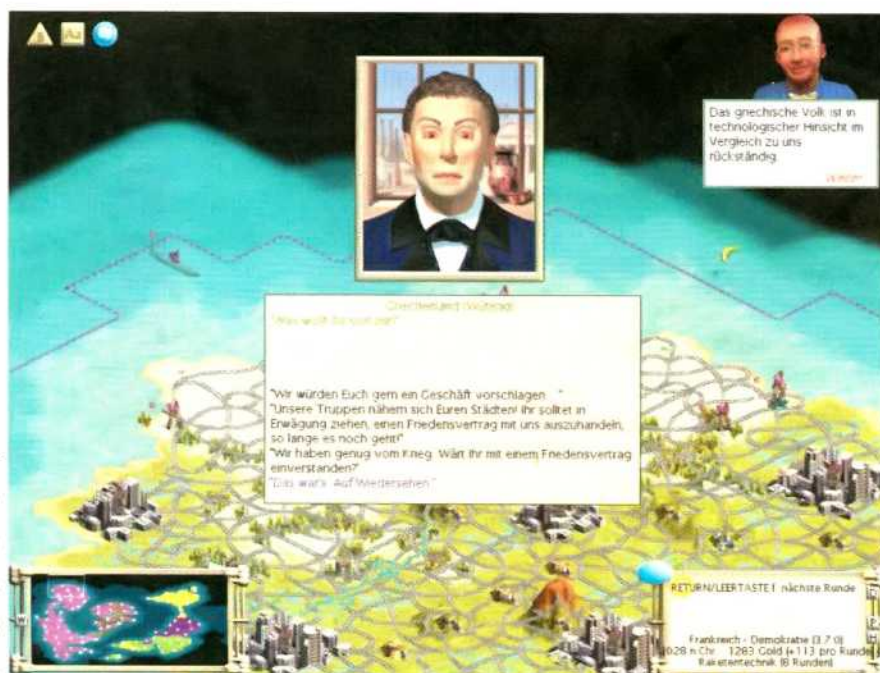 Aa
Das griechische Volk ist in
technologischer Hinsicht im
Vergleich zu uns
rückständig.
"Wir würden Euch gern ein Geschäft vorschlagen..."
"Unsere Truppen nähern sich Euren Städten! Ihr solltet in
Erwägung ziehen, einen Friedensvertrag mit uns auszuhandeln,
so lange es noch geht!"
"Wir haben genug vom Krieg. Wärt Ihr mit einem Friedensvertrag
einverstanden?"
"Das war's. Auf Wiedersehen."
RETURN/LEERTASTE f. nächste Runde
Frankreich - Demokratie (3.7.0)
028 n.Chr. 1283 Gold (+113 pro Runde
Raketentechnik (8 Runden)